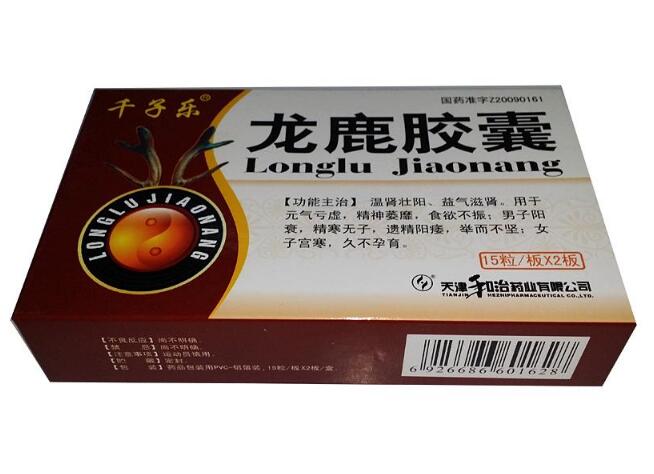 千子乐®
国药准字Z20090161
龙鹿胶囊
Longlu Jiaonang
LONGLUJIAONANG
【功能主治】温肾壮阳、益气滋肾。用于
元气亏虚，精神萎靡，食欲不振；男子阳
衰，精寒无子，遗精阳痿，举而不坚；女
子宫寒，久不孕育。
15粒/板X2板
天津和治药业有限公司
TIANJIN HEZHIPHARMACEUTICAL CO.,LTD.
【不良反应】尚不明确。
【禁 忌】尚不明确。
【注意事项】运动员慎用。
【贮 藏】密封。
【包 装】药品包装用PVC-铝箔装，15粒/板X2板/盒
6926686601628